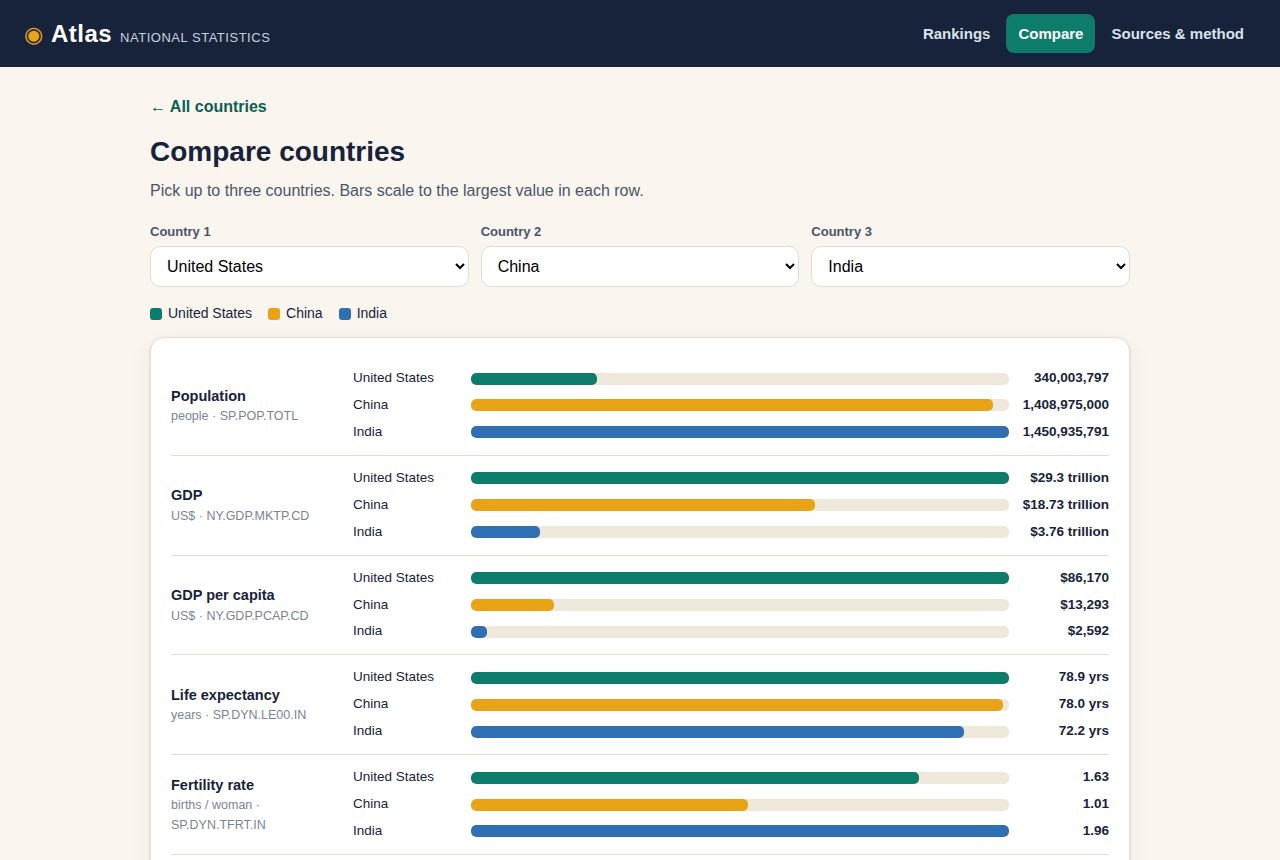 ◉ Atlas NATIONAL STATISTICS Rankings Compare Sources & method
← All countries
Compare countries
Pick up to three countries. Bars scale to the largest value in each row.
Country 1 Country 2 Country 3
United States China India
United States China India
Population
people · SP.POP.TOTL
United States 340,003,797
China 1,408,975,000
India 1,450,935,791
GDP
US$ · NY.GDP.MKTP.CD
United States $29.3 trillion
China $18.73 trillion
India $3.76 trillion
GDP per capita
US$ · NY.GDP.PCAP.CD
United States $86,170
China $13,293
India $2,592
Life expectancy
years · SP.DYN.LE00.IN
United States 78.9 yrs
China 78.0 yrs
India 72.2 yrs
Fertility rate
births / woman ·
SP.DYN.TFRT.IN
United States 1.63
China 1.01
India 1.96